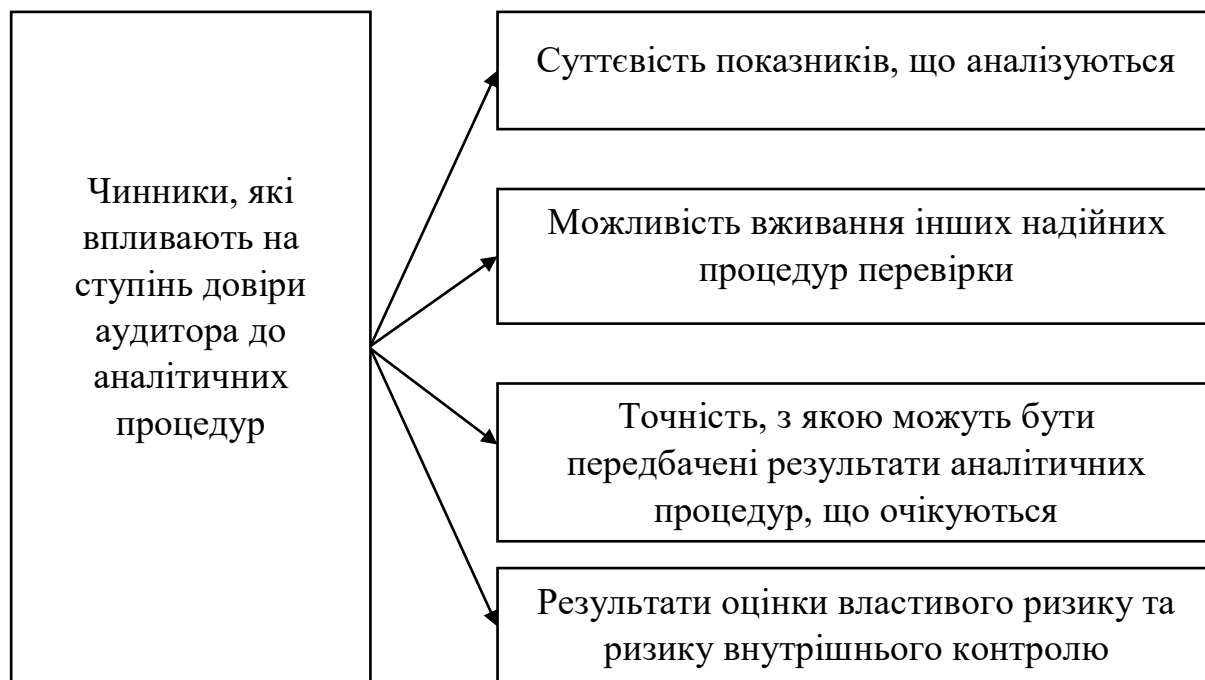 Чинники, які
впливають на
ступінь довіри
аудитора до
аналітичних
процедур
Суттєвість показників, що аналізуються
Можливість вживання інших надійних
процедур перевірки
Точність, з якою можуть бути
передбачені результати аналітичних
процедур, що очікуються
Результати оцінки властивого ризику та
ризику внутрішнього контролю